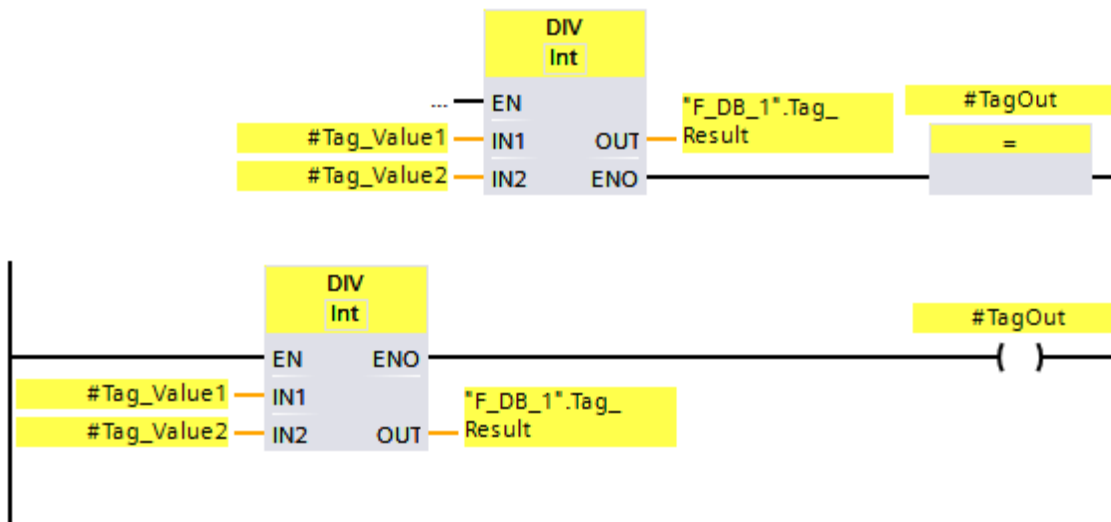 DIV
Int
... EN
#Tag_Value1 IN1 OUT "F_DB_1".Tag_
Result
#Tag_Value2 IN2 ENO
#TagOut
=
DIV
Int
EN ENO
#Tag_Value1 IN1
#Tag_Value2 IN2 OUT "F_DB_1".Tag_
Result
#TagOut
( )